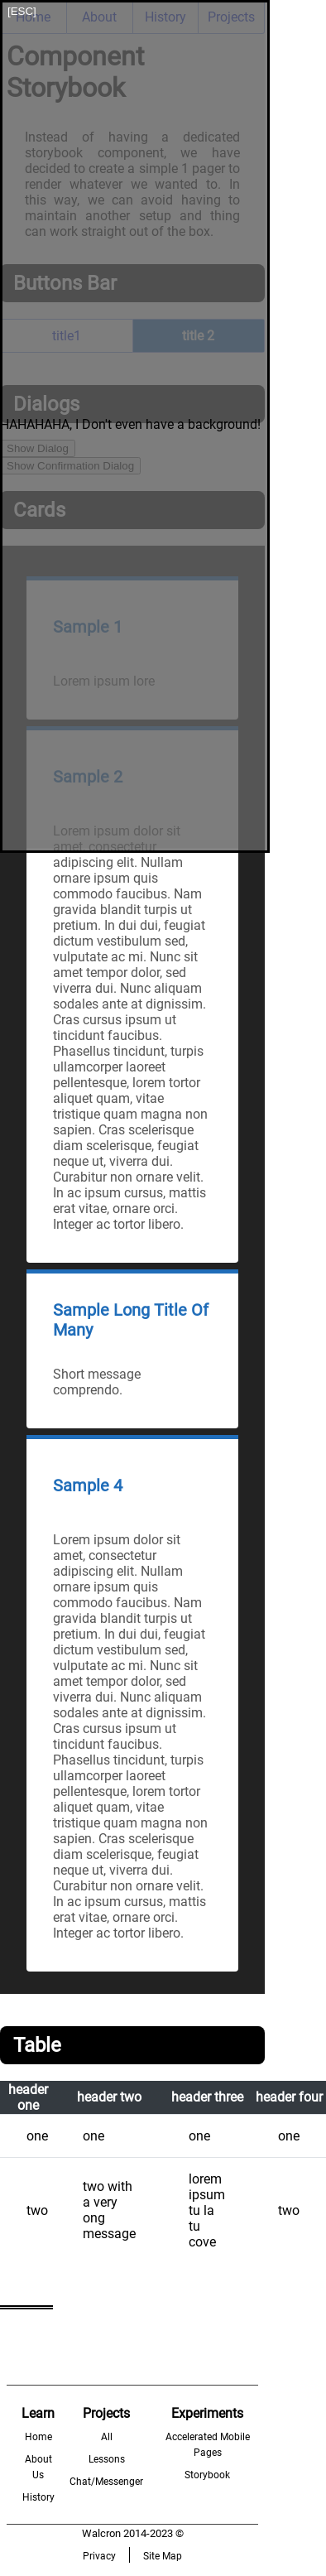 [ESC]
Home About History Projects
Component
Storybook
Instead of having a dedicated
storybook component, we have
decided to create a simple 1 pager to
render whatever we wanted to. In
this way, we can avoid having to
maintain another setup and thing
can work straight out of the box.
Buttons Bar
title1 title 2
Dialogs
HAHAHAHA, I Don't even have a background!
Show Dialog
Show Confirmation Dialog
Cards
Sample 1
Lorem ipsum lore
Sample 2
Lorem ipsum dolor sit
amet, consectetur
adipiscing elit. Nullam
ornare ipsum quis
commodo faucibus. Nam
gravida blandit turpis ut
pretium. In dui dui, feugiat
dictum vestibulum sed,
vulputate ac mi. Nunc sit
amet tempor dolor, sed
viverra dui. Nunc aliquam
sodales ante at dignissim.
Cras cursus ipsum ut
tincidunt faucibus.
Phasellus tincidunt, turpis
ullamcorper laoreet
pellentesque, lorem tortor
aliquet quam, vitae
tristique quam magna non
sapien. Cras scelerisque
diam scelerisque, feugiat
neque ut, viverra dui.
Curabitur non ornare velit.
In ac ipsum cursus, mattis
erat vitae, ornare orci.
Integer ac tortor libero.
Sample Long Title Of
Many
Short message
comprendo.
Sample 4
Lorem ipsum dolor sit
amet, consectetur
adipiscing elit. Nullam
ornare ipsum quis
commodo faucibus. Nam
gravida blandit turpis ut
pretium. In dui dui, feugiat
dictum vestibulum sed,
vulputate ac mi. Nunc sit
amet tempor dolor, sed
viverra dui. Nunc aliquam
sodales ante at dignissim.
Cras cursus ipsum ut
tincidunt faucibus.
Phasellus tincidunt, turpis
ullamcorper laoreet
pellentesque, lorem tortor
aliquet quam, vitae
tristique quam magna non
sapien. Cras scelerisque
diam scelerisque, feugiat
neque ut, viverra dui.
Curabitur non ornare velit.
In ac ipsum cursus, mattis
erat vitae, ornare orci.
Integer ac tortor libero.
Table
header
one
header two
header three
header four
one one one one
two
two with
a very
ong
message
lorem
ipsum
tu la
tu
cove
two
Learn
Home
About
Us
History
Projects
All
Lessons
Chat/Messenger
Experiments
Accelerated Mobile
Pages
Storybook
Walcron 2014-2023 ©
Privacy Site Map